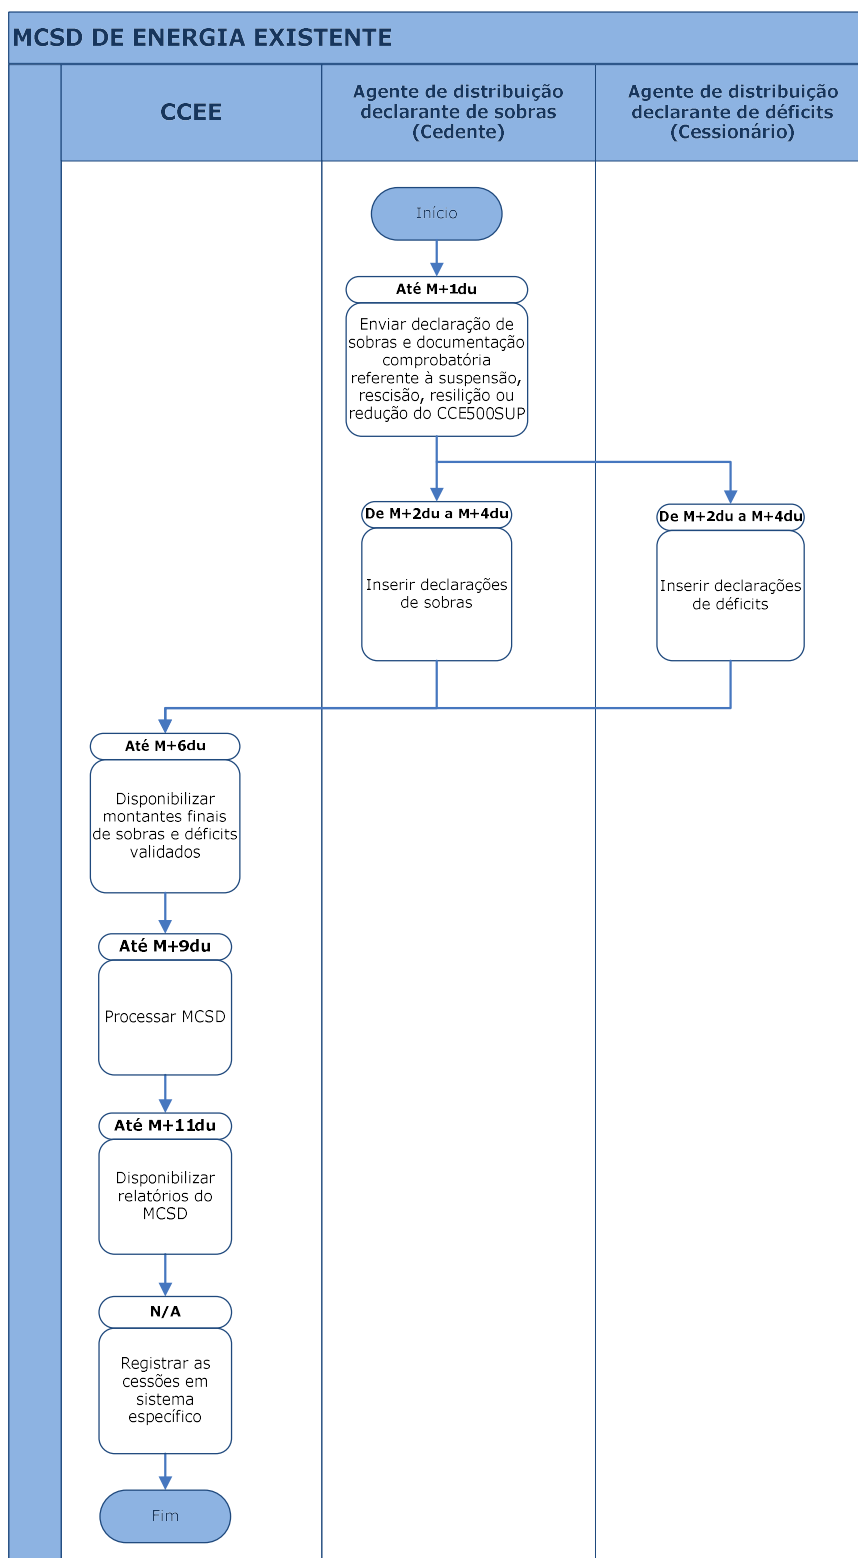 MCSD DE ENERGIA EXISTENTE
CCEE
Agente de distribuição
declarante de sobras
(Cedente)
Agente de distribuição
declarante de déficits
(Cessionário)
Início
Até M+1du
Enviar declaração de
sobras e documentação
comprobatória
referente à suspensão,
rescisão, resilição ou
redução do CCE500SUP
De M+2du a M+4du
Inserir declarações
de sobras
De M+2du a M+4du
Inserir declarações
de déficits
Até M+6du
Disponibilizar
montantes finais
de sobras e déficits
validados
Até M+9du
Processar MCSD
Até M+11du
Disponibilizar
relatórios do
MCSD
N/A
Registrar as
cessões em
sistema
específico
Fim